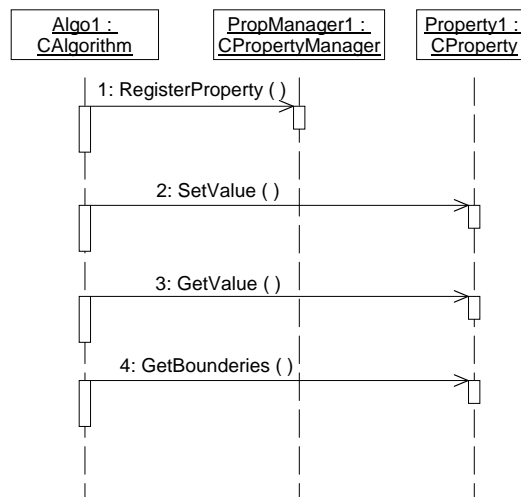 Algo1 :
CAlgorithm
PropManager1 :
CPropertyManager
Property1 :
CProperty
1: RegisterProperty ( )
2: SetValue ( )
3: GetValue ( )
4: GetBounderies ( )